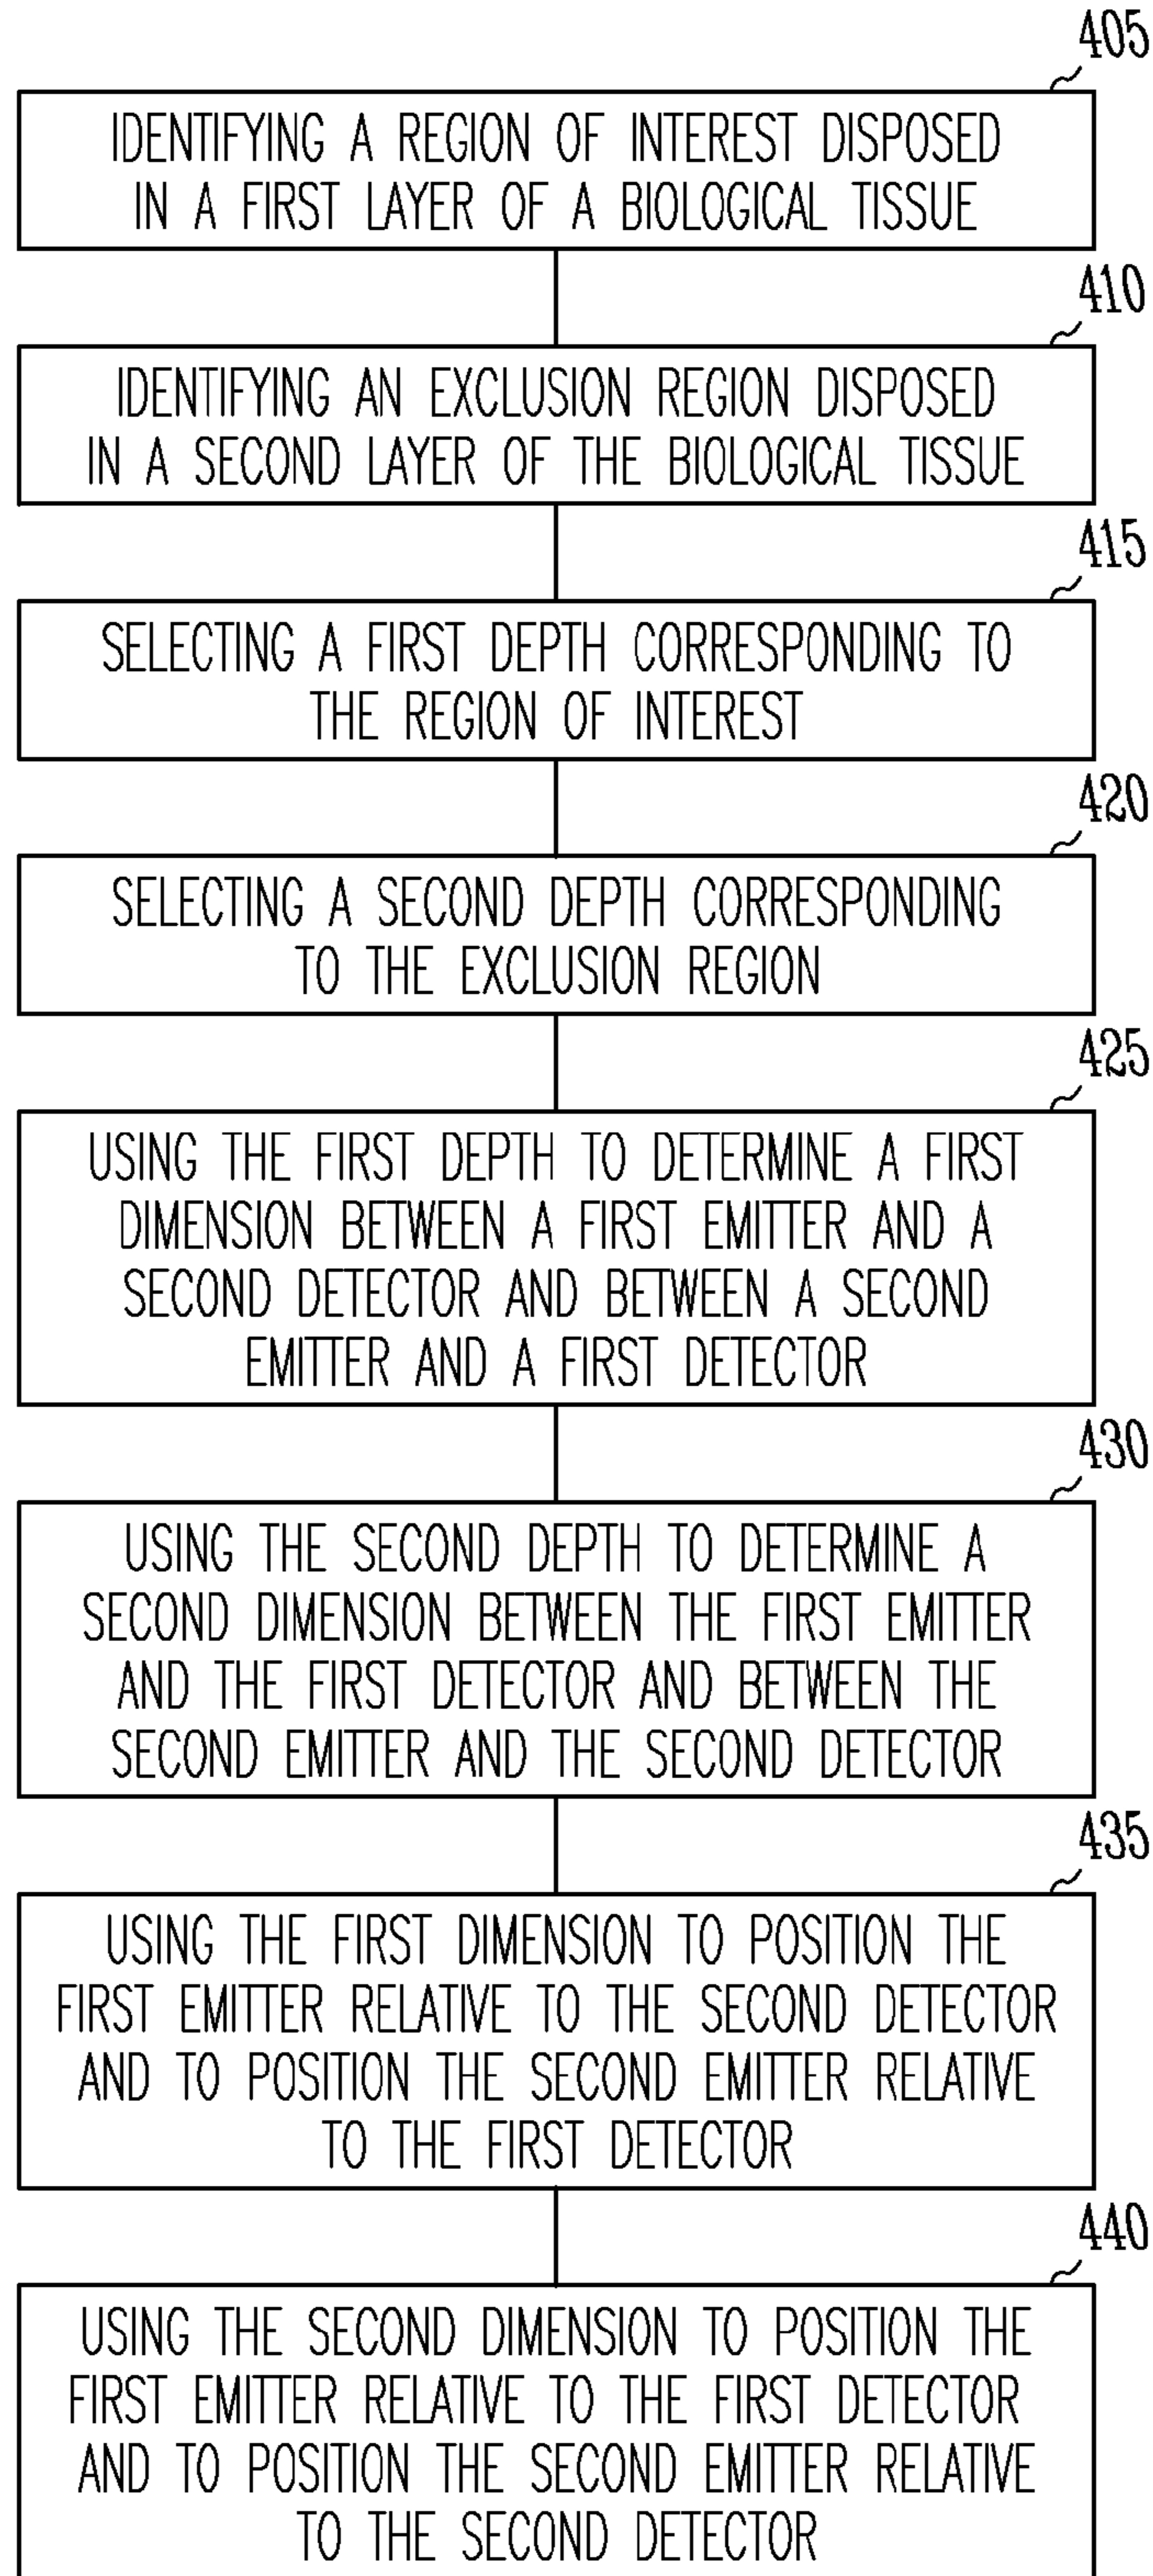 405
IDENTIFYING A REGION OF INTEREST DISPOSED
IN A FIRST LAYER OF A BIOLOGICAL TISSUE
410
IDENTIFYING AN EXCLUSION REGION DISPOSED
IN A SECOND LAYER OF THE BIOLOGICAL TISSUE
415
SELECTING A FIRST DEPTH CORRESPONDING TO
THE REGION OF INTEREST
420
SELECTING A SECOND DEPTH CORRESPONDING
TO THE EXCLUSION REGION
425
USING THE FIRST DEPTH TO DETERMINE A FIRST
DIMENSION BETWEEN A FIRST EMITTER AND A
SECOND DETECTOR AND BETWEEN A SECOND
EMITTER AND A FIRST DETECTOR
430
USING THE SECOND DEPTH TO DETERMINE A
SECOND DIMENSION BETWEEN THE FIRST EMITTER
AND THE FIRST DETECTOR AND BETWEEN THE
SECOND EMITTER AND THE SECOND DETECTOR
435
USING THE FIRST DIMENSION TO POSITION THE
FIRST EMITTER RELATIVE TO THE SECOND DETECTOR
AND TO POSITION THE SECOND EMITTER RELATIVE
TO THE FIRST DETECTOR
440
USING THE SECOND DIMENSION TO POSITION THE
FIRST EMITTER RELATIVE TO THE FIRST DETECTOR
AND TO POSITION THE SECOND EMITTER RELATIVE
TO THE SECOND DETECTOR